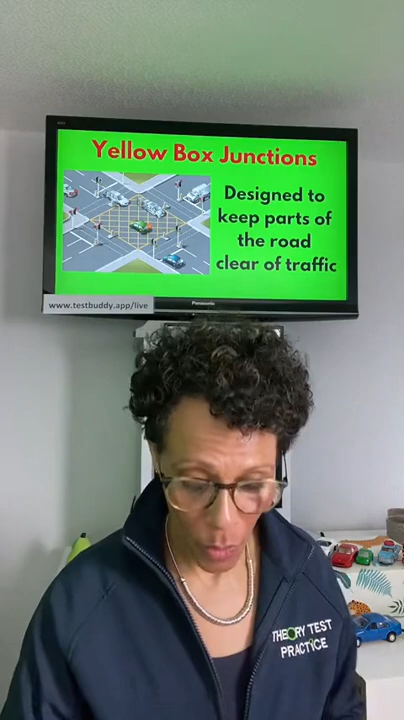 Yellow Box Junctions
Designed to
keep parts of
the road
clear of traffic
www.testbuddy.app/live
Panasonic
THEORY TEST
PRACTICE